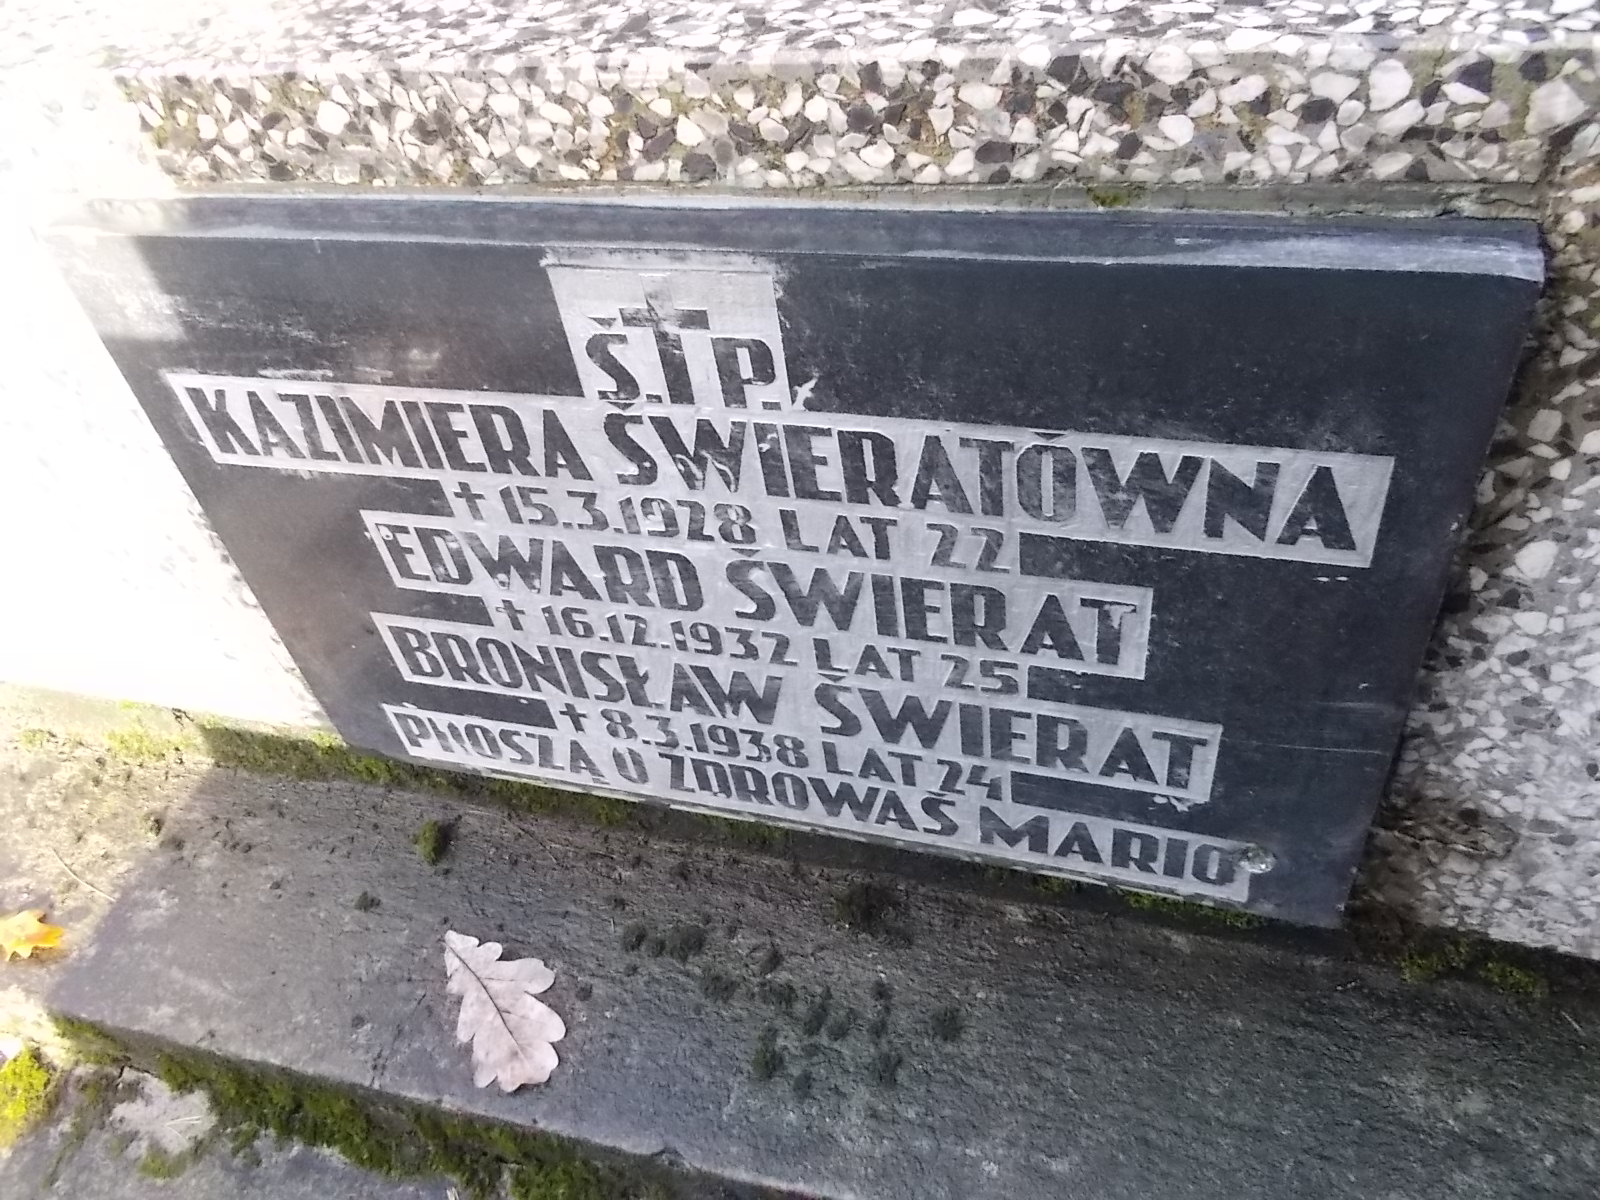 Ś.†P.
KAZIMIERA ŚWIERATÓWNA
† 15.3.1928 LAT 22
EDWARD ŚWIERAT
† 16.12.1932 LAT 25
BRONISŁAW ŚWIERAT
† 8.3.1938 LAT 24
PROSZĄ O ZDROWAŚ MARIO